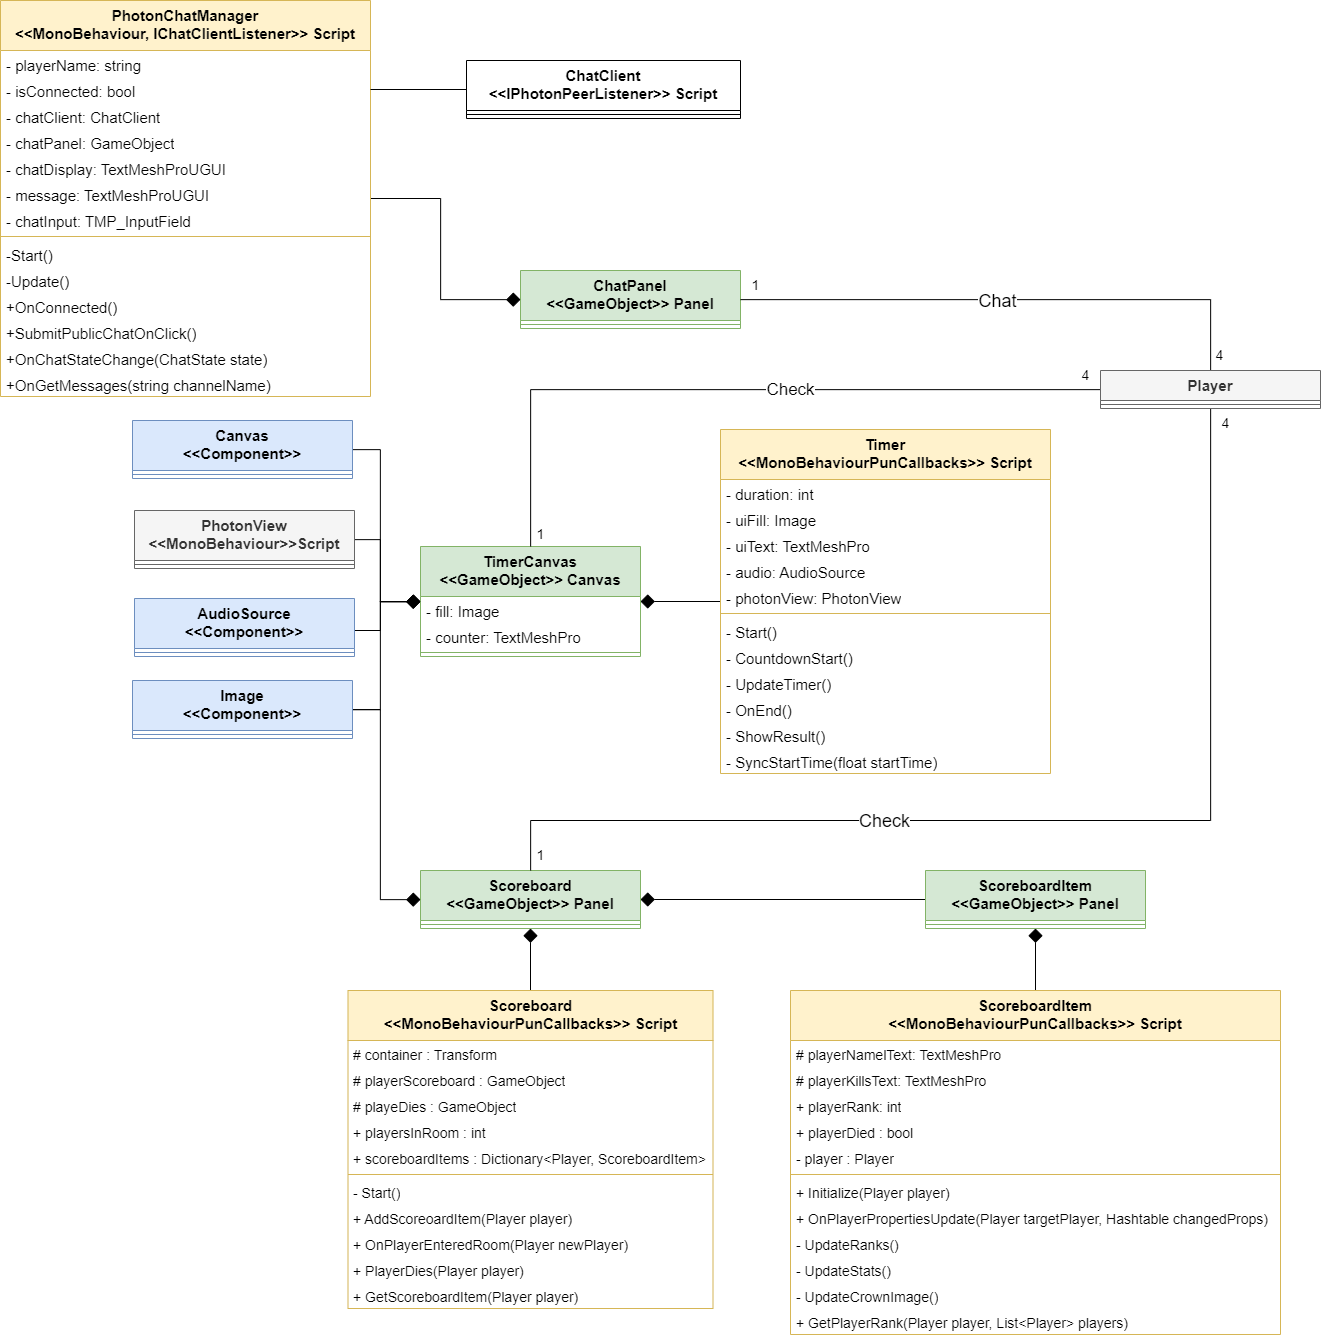 PhotonChatManager
<<MonoBehaviour, IChatClientListener>> Script
- playerName: string
- isConnected: bool
- chatClient: ChatClient
- chatPanel: GameObject
- chatDisplay: TextMeshProUGUI
- message: TextMeshProUGUI
- chatInput: TMP_InputField
-Start()
-Update()
+OnConnected()
+SubmitPublicChatOnClick()
+OnChatStateChange(ChatState state)
+OnGetMessages(string channelName)
ChatClient
<<IPhotonPeerListener>> Script
ChatPanel
<<GameObject>> Panel
1
Chat
4
Player
4
Check
4
1
Canvas
<<Component>>
PhotonView
<<MonoBehaviour>>Script
AudioSource
<<Component>>
Image
<<Component>>
TimerCanvas
<<GameObject>> Canvas
- fill: Image
- counter: TextMeshPro
Timer
<<MonoBehaviourPunCallbacks>> Script
- duration: int
- uiFill: Image
- uiText: TextMeshPro
- audio: AudioSource
- photonView: PhotonView
- Start()
- CountdownStart()
- UpdateTimer()
- OnEnd()
- ShowResult()
- SyncStartTime(float startTime)
Check
1
Scoreboard
<<GameObject>> Panel
ScoreboardItem
<<GameObject>> Panel
Scoreboard
<<MonoBehaviourPunCallbacks>> Script
# container : Transform
# playerScoreboard : GameObject
# playeDies : GameObject
+ playersInRoom : int
+ scoreboardItems : Dictionary<Player, ScoreboardItem>
- Start()
+ AddScoreoardItem(Player player)
+ OnPlayerEnteredRoom(Player newPlayer)
+ PlayerDies(Player player)
+ GetScoreboardItem(Player player)
ScoreboardItem
<<MonoBehaviourPunCallbacks>> Script
# playerNamelText: TextMeshPro
# playerKillsText: TextMeshPro
+ playerRank: int
+ playerDied : bool
- player : Player
+ Initialize(Player player)
+ OnPlayerPropertiesUpdate(Player targetPlayer, Hashtable changedProps)
- UpdateRanks()
- UpdateStats()
- UpdateCrownImage()
+ GetPlayerRank(Player player, List<Player> players)